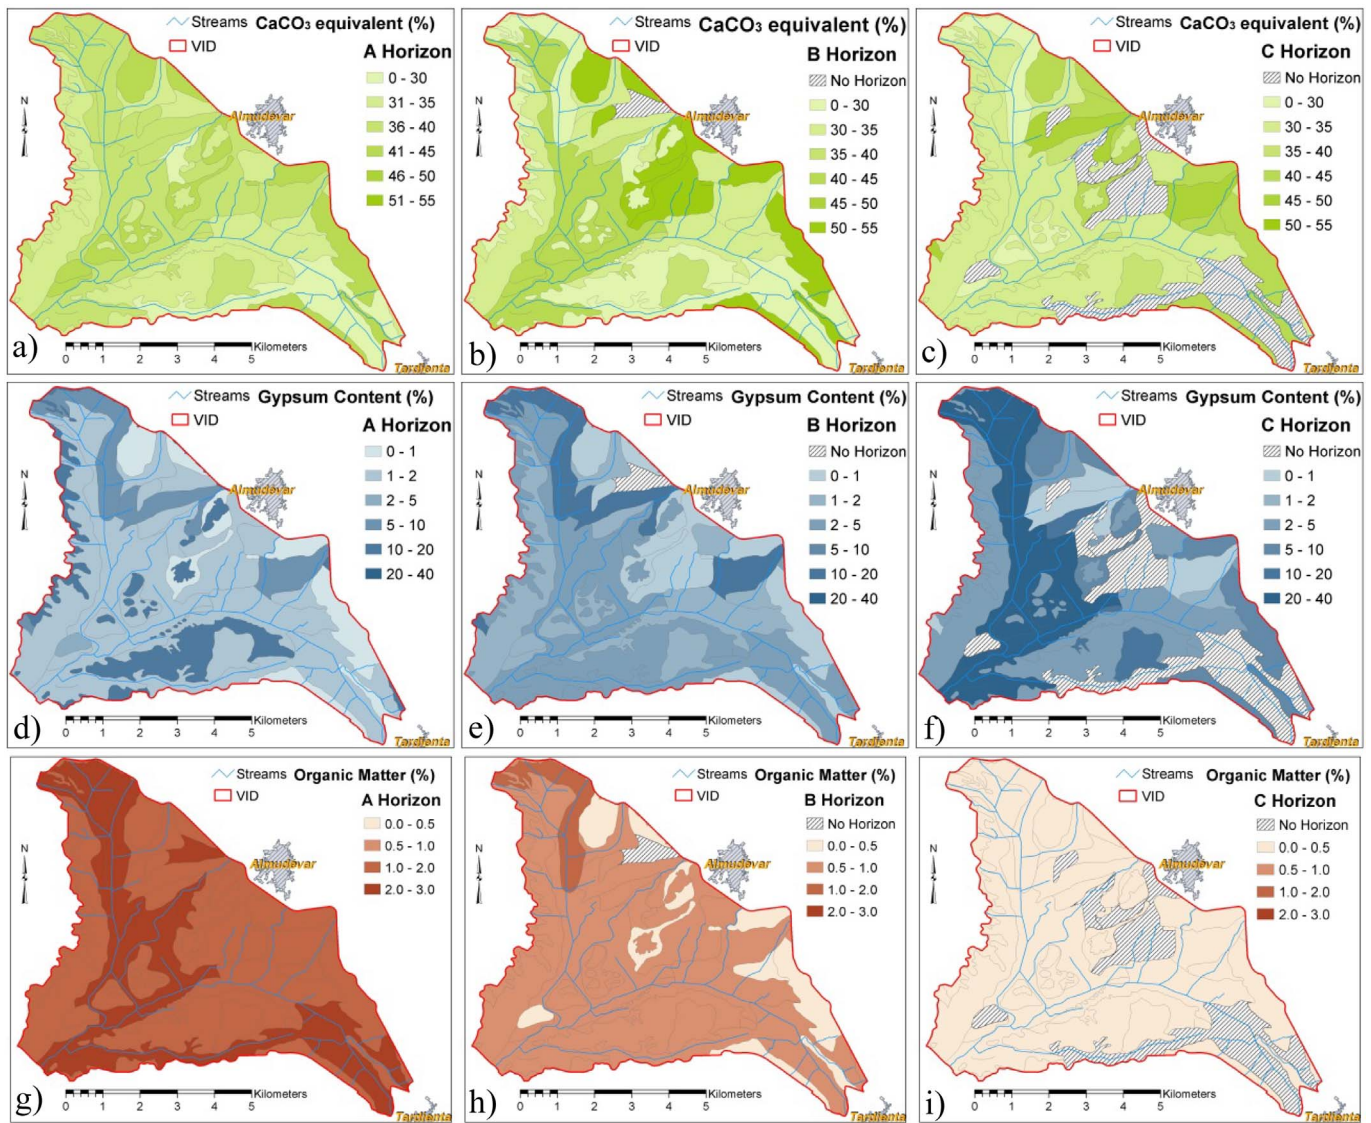 Streams CaCO₃ equivalent (%)
VID
A Horizon
0 - 30
31 - 35
36 - 40
41 - 45
46 - 50
51 - 55
N
Almudévar
0 1 2 3 4 5 Kilometers
Tardienta
a)
Streams CaCO₃ equivalent (%)
VID
B Horizon
No Horizon
0 - 30
30 - 35
35 - 40
40 - 45
45 - 50
50 - 55
N
Almudévar
0 1 2 3 4 5 Kilometers
Tardienta
b)
Streams CaCO₃ equivalent (%)
VID
C Horizon
No Horizon
0 - 30
30 - 35
35 - 40
40 - 45
45 - 50
50 - 55
N
Almudévar
0 1 2 3 4 5 Kilometers
Tardienta
c)
Streams Gypsum Content (%)
VID
A Horizon
0 - 1
1 - 2
2 - 5
5 - 10
10 - 20
20 - 40
N
Almudévar
0 1 2 3 4 5 Kilometers
Tardienta
d)
Streams Gypsum Content (%)
VID
B Horizon
No Horizon
0 - 1
1 - 2
2 - 5
5 - 10
10 - 20
20 - 40
N
Almudévar
0 1 2 3 4 5 Kilometers
Tardienta
e)
Streams Gypsum Content (%)
VID
C Horizon
No Horizon
0 - 1
1 - 2
2 - 5
5 - 10
10 - 20
20 - 40
N
Almudévar
0 1 2 3 4 5 Kilometers
Tardienta
f)
Streams Organic Matter (%)
VID
A Horizon
0.0 - 0.5
0.5 - 1.0
1.0 - 2.0
2.0 - 3.0
N
Almudévar
0 1 2 3 4 5 Kilometers
Tardienta
g)
Streams Organic Matter (%)
VID
B Horizon
No Horizon
0.0 - 0.5
0.5 - 1.0
1.0 - 2.0
2.0 - 3.0
N
Almudévar
0 1 2 3 4 5 Kilometers
Tardienta
h)
Streams Organic Matter (%)
VID
C Horizon
No Horizon
0.0 - 0.5
0.5 - 1.0
1.0 - 2.0
2.0 - 3.0
N
Almudévar
0 1 2 3 4 5 Kilometers
Tardienta
i)